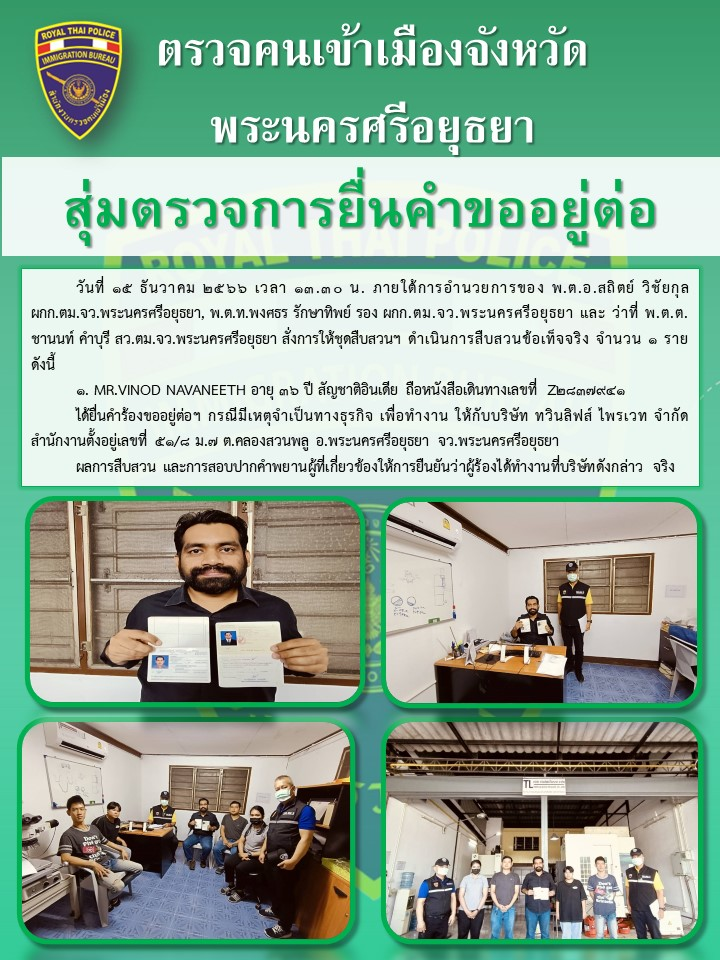 ROYAL THAI POLICE
IMMIGRATION BUREAU
สำนักงานตรวจคนเข้าเมือง
ตรวจคนเข้าเมืองจังหวัด
พระนครศรีอยุธยา
สุ่มตรวจการยื่นคำขออยู่ต่อ
วันที่ ๑๕ ธันวาคม ๒๕๖๖ เวลา ๑๓.๓๐ น. ภายใต้การอำนวยการของ พ.ต.อ.สถิตย์ วิชัยกุล
ผกก.ตม.จว.พระนครศรีอยุธยา, พ.ต.ท.พงศธร รักษาทิพย์ รอง ผกก.ตม.จว.พระนครศรีอยุธยา และ ว่าที่ พ.ต.ต.
ชานนท์ คำบุรี สว.ตม.จว.พระนครศรีอยุธยา สั่งการให้ชุดสืบสวนฯ ดำเนินการสืบสวนข้อเท็จจริง จำนวน ๑ ราย
ดังนี้
๑. MR.VINOD NAVANEETH อายุ ๓๖ ปี สัญชาติอินเดีย ถือหนังสือเดินทางเลขที่ Z๒๘๓๗๙๔๑
ได้ยื่นคำร้องขออยู่ต่อฯ กรณีมีเหตุจำเป็นทางธุรกิจ เพื่อทำงาน ให้กับบริษัท ทวินลิฟส์ ไพรเวท จำกัด
สำนักงานตั้งอยู่เลขที่ ๕๑/๘ ม.๗ ต.คลองสวนพลู อ.พระนครศรีอยุธยา จว.พระนครศรีอยุธยา
ผลการสืบสวน และการสอบปากคำพยานผู้ที่เกี่ยวข้องให้การยืนยันว่าผู้ร้องได้ทำงานที่บริษัทดังกล่าว จริง
TL